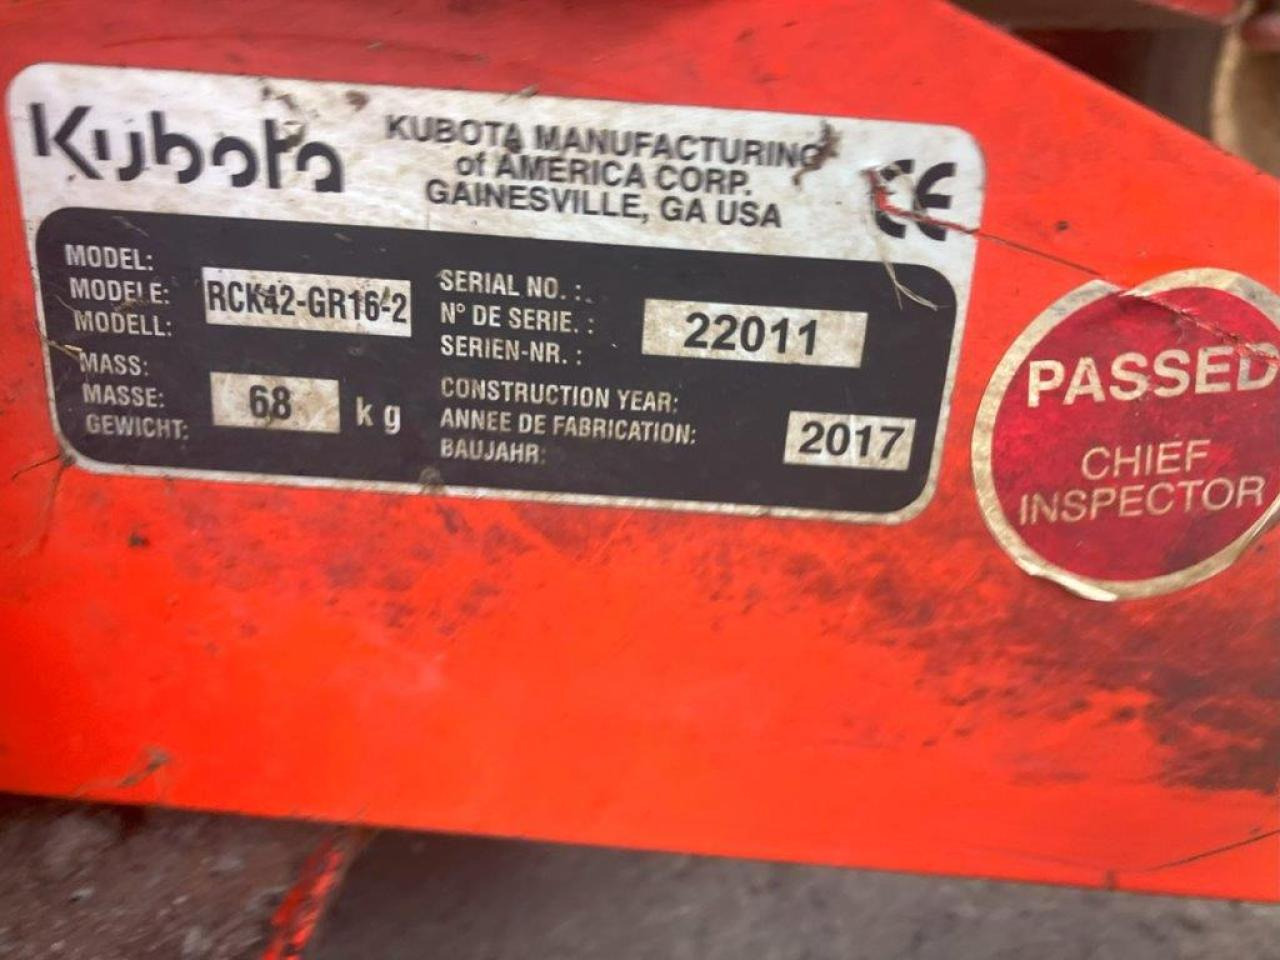 Kubota
KUBOTA MANUFACTURING
of AMERICA CORP.
GAINESVILLE, GA USA
CE
MODEL:
MODELE:
MODELL:
RCK42-GR16-2
SERIAL NO. :
N° DE SERIE. :
SERIEN-NR. :
22011
MASS:
MASSE:
GEWICHT:
68
kg
CONSTRUCTION YEAR:
ANNEE DE FABRICATION:
BAUJAHR:
2017
PASSED
CHIEF
INSPECTOR